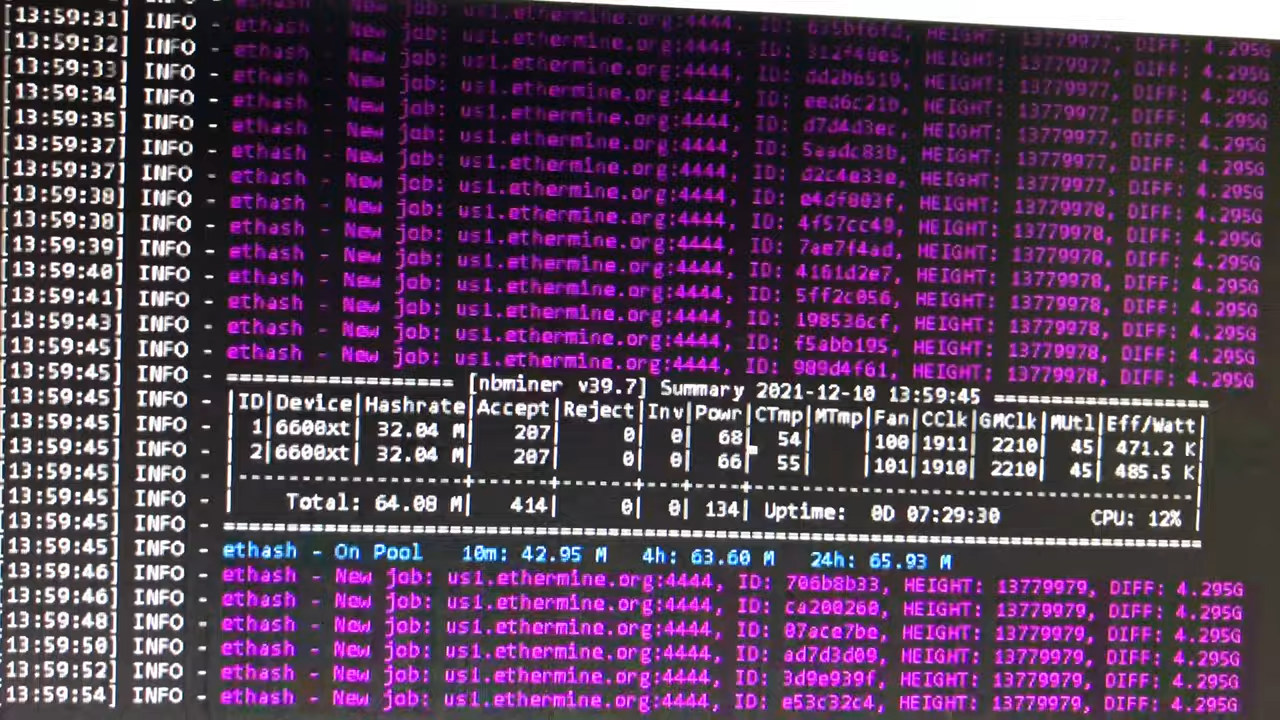 [13:59:31] INFO - ethash - New job: us1.ethermine.org:4444, ID: HEIGHT: 13779977, DIFF: 4.295G
[13:59:32] INFO - ethash - New job: us1.ethermine.org:4444, ID: 312f40e5, HEIGHT: 13779977, DIFF: 4.295G
[13:59:33] INFO - ethash - New job: us1.ethermine.org:4444, ID: dd2b6519, HEIGHT: 13779977, DIFF: 4.295G
[13:59:34] INFO - ethash - New job: us1.ethermine.org:4444, ID: eed6c21b, HEIGHT: 13779977, DIFF: 4.295G
[13:59:35] INFO - ethash - New job: us1.ethermine.org:4444, ID: d7d4d3ec, HEIGHT: 13779977, DIFF: 4.295G
[13:59:37] INFO - ethash - New job: us1.ethermine.org:4444, ID: 5aadc83b, HEIGHT: 13779977, DIFF: 4.295G
[13:59:37] INFO - ethash - New job: us1.ethermine.org:4444, ID: d2c4e33e, HEIGHT: 13779977, DIFF: 4.295G
[13:59:38] INFO - ethash - New job: us1.ethermine.org:4444, ID: e4df803f, HEIGHT: 13779978, DIFF: 4.295G
[13:59:38] INFO - ethash - New job: us1.ethermine.org:4444, ID: 4f57cc49, HEIGHT: 13779978, DIFF: 4.295G
[13:59:39] INFO - ethash - New job: us1.ethermine.org:4444, ID: 7ae7f4ad, HEIGHT: 13779978, DIFF: 4.295G
[13:59:40] INFO - ethash - New job: us1.ethermine.org:4444, ID: 4161d2e7, HEIGHT: 13779978, DIFF: 4.295G
[13:59:41] INFO - ethash - New job: us1.ethermine.org:4444, ID: 5ff2c056, HEIGHT: 13779978, DIFF: 4.295G
[13:59:43] INFO - ethash - New job: us1.ethermine.org:4444, ID: 198536cf, HEIGHT: 13779978, DIFF: 4.295G
[13:59:45] INFO - ethash - New job: us1.ethermine.org:4444, ID: f5abb195, HEIGHT: 13779978, DIFF: 4.295G
[13:59:45] INFO - ethash - New job: us1.ethermine.org:4444, ID: 989d4f61, HEIGHT: 13779978, DIFF: 4.295G
[13:59:45] INFO - =================== [nbminer v39.7] Summary 2021-12-10 13:59:45 ===================
[13:59:45] INFO - |ID|Device|Hashrate|Accept|Reject|Inv|Powr|CTmp|MTmp|Fan|CClk|GMClk|MUtl|Eff/Watt|
[13:59:45] INFO - | 1|6600xt| 32.04 M| 207| 0| 0| 68| 54| |100|1911| 2210| 45| 471.2 K|
[13:59:45] INFO - | 2|6600xt| 32.04 M| 207| 0| 0| 66| 55| |101|1910| 2210| 45| 485.5 K|
[13:59:45] INFO - |------------------+------+------+---+----+--------------------------------------|
[13:59:45] INFO - | Total: 64.08 M| 414| 0| 0| 134| Uptime: 0D 07:29:30 CPU: 12% |
[13:59:45] INFO - ==================================================================
[13:59:45] INFO - ethash - On Pool 10m: 42.95 M 4h: 63.60 M 24h: 65.93 M
[13:59:46] INFO - ethash - New job: us1.ethermine.org:4444, ID: 706b8b33, HEIGHT: 13779979, DIFF: 4.295G
[13:59:46] INFO - ethash - New job: us1.ethermine.org:4444, ID: ca200260, HEIGHT: 13779979, DIFF: 4.295G
[13:59:48] INFO - ethash - New job: us1.ethermine.org:4444, ID: 07ace7be, HEIGHT: 13779979, DIFF: 4.295G
[13:59:50] INFO - ethash - New job: us1.ethermine.org:4444, ID: ad7d3d09, HEIGHT: 13779979, DIFF: 4.295G
[13:59:52] INFO - ethash - New job: us1.ethermine.org:4444, ID: 3d9e939f, HEIGHT: 13779979, DIFF: 4.295G
[13:59:54] INFO - ethash - New job: us1.ethermine.org:4444, ID: e53c32c4, HEIGHT: 13779979, DIFF: 4.295G